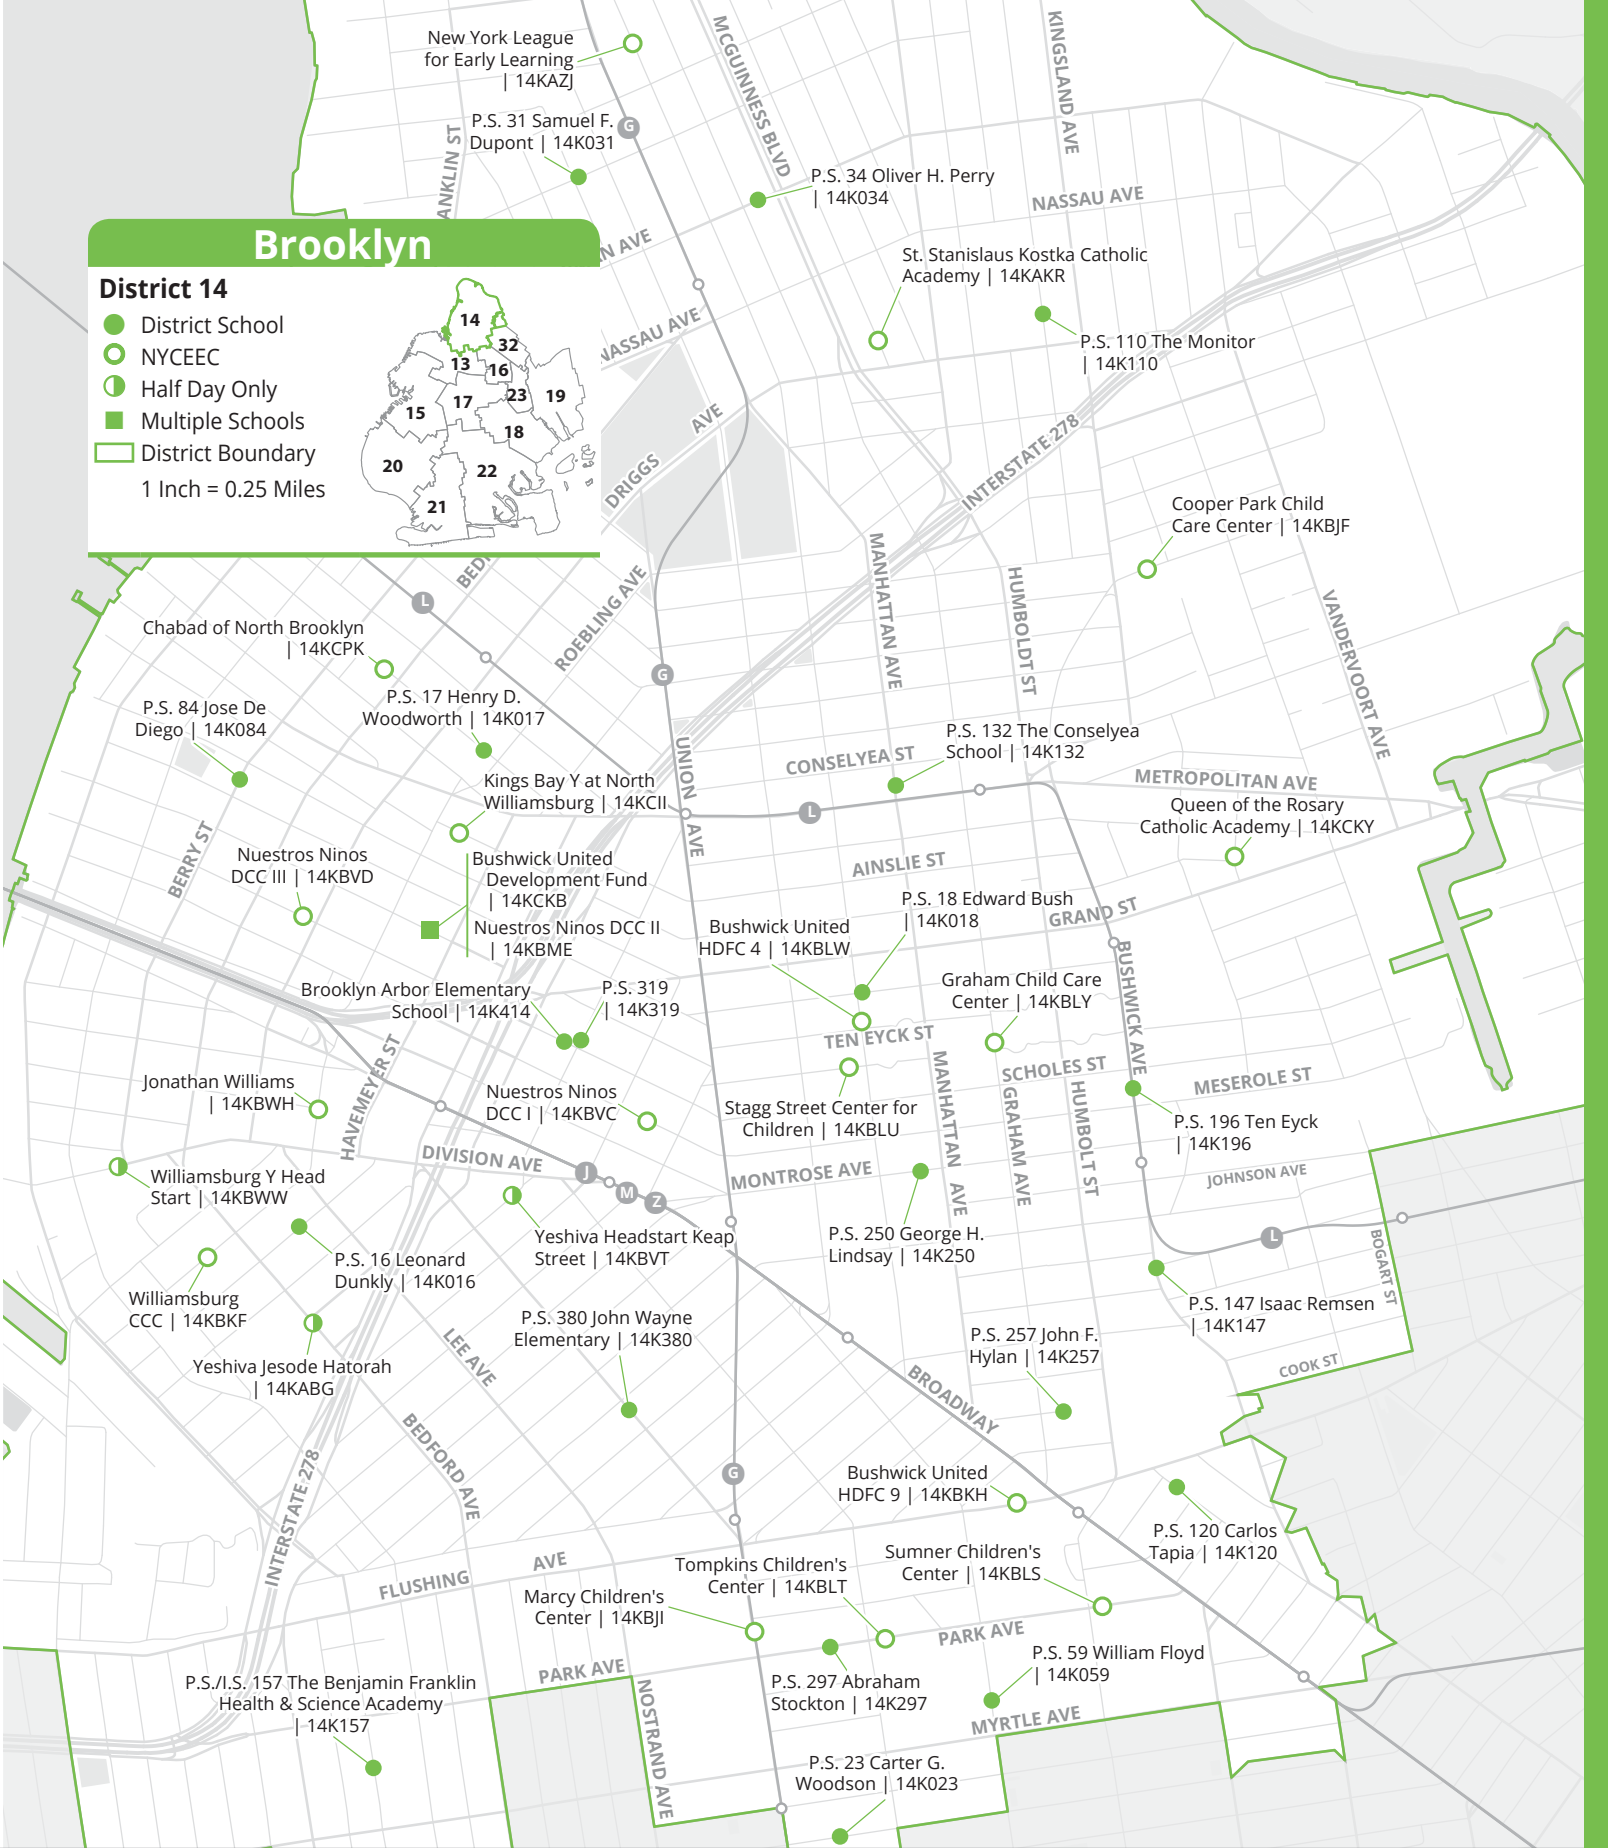 New York League
for Early Learning
| 14KAZJ
P.S. 31 Samuel F.
Dupont | 14K031
G
MCGUINNESS BLVD
KINGSLAND AVE
ANKLIN ST
P.S. 34 Oliver H. Perry
| 14K034
NASSAU AVE
N AVE
St. Stanislaus Kostka Catholic
Academy | 14KAKR
P.S. 110 The Monitor
| 14K110
NASSAU AVE
Brooklyn
District 14
District School
NYCEEC
Half Day Only
Multiple Schools
District Boundary
1 Inch = 0.25 Miles
14
32
13
16
23
19
15
17
18
20
22
21
DRIGGS
AVE
INTERSTATE 278
Cooper Park Child
Care Center | 14KBJF
MANHATTAN AVE
HUMBOLDT ST
VANDERVOORT AVE
BED
ROEBLING AVE
L
Chabad of North Brooklyn
| 14KCPK
G
P.S. 84 Jose De
Diego | 14K084
P.S. 17 Henry D.
Woodworth | 14K017
UNION
AVE
CONSELYEA ST
P.S. 132 The Conselyea
School | 14K132
METROPOLITAN AVE
Kings Bay Y at North
Williamsburg | 14KCII
L
Queen of the Rosary
Catholic Academy | 14KCKY
BERRY ST
Nuestros Ninos
DCC III | 14KBVD
Bushwick United
Development Fund
| 14KCKB
Nuestros Ninos DCC II
| 14KBME
AINSLIE ST
P.S. 18 Edward Bush
| 14K018
GRAND ST
Bushwick United
HDFC 4 | 14KBLW
BUSHWICK AVE
Brooklyn Arbor Elementary
School | 14K414
P.S. 319
| 14K319
Graham Child Care
Center | 14KBLY
TEN EYCK ST
HAVEMEYER ST
Jonathan Williams
| 14KBWH
Nuestros Ninos
DCC I | 14KBVC
Stagg Street Center for
Children | 14KBLU
MANHATTAN
AVE
SCHOLES ST
GRAHAM AVE
HUMBOLT ST
MESEROLE ST
P.S. 196 Ten Eyck
| 14K196
DIVISION AVE
J
M
Z
MONTROSE AVE
JOHNSON AVE
Williamsburg Y Head
Start | 14KBWW
Yeshiva Headstart Keap
Street | 14KBVT
P.S. 250 George H.
Lindsay | 14K250
L
BOGART ST
P.S. 16 Leonard
Dunkly | 14K016
Williamsburg
CCC | 14KBKF
P.S. 147 Isaac Remsen
| 14K147
P.S. 380 John Wayne
Elementary | 14K380
P.S. 257 John F.
Hylan | 14K257
COOK ST
LEE AVE
Yeshiva Jesode Hatorah
| 14KABG
BROADWAY
BEDFORD AVE
INTERSTATE 278
G
Bushwick United
HDFC 9 | 14KBKH
P.S. 120 Carlos
Tapia | 14K120
FLUSHING
AVE
Tompkins Children's
Center | 14KBLT
Sumner Children's
Center | 14KBLS
Marcy Children's
Center | 14KBJI
PARK AVE
PARK AVE
P.S. 59 William Floyd
| 14K059
P.S./I.S. 157 The Benjamin Franklin
Health & Science Academy
| 14K157
P.S. 297 Abraham
Stockton | 14K297
NOSTRAND AVE
MYRTLE AVE
P.S. 23 Carter G.
Woodson | 14K023